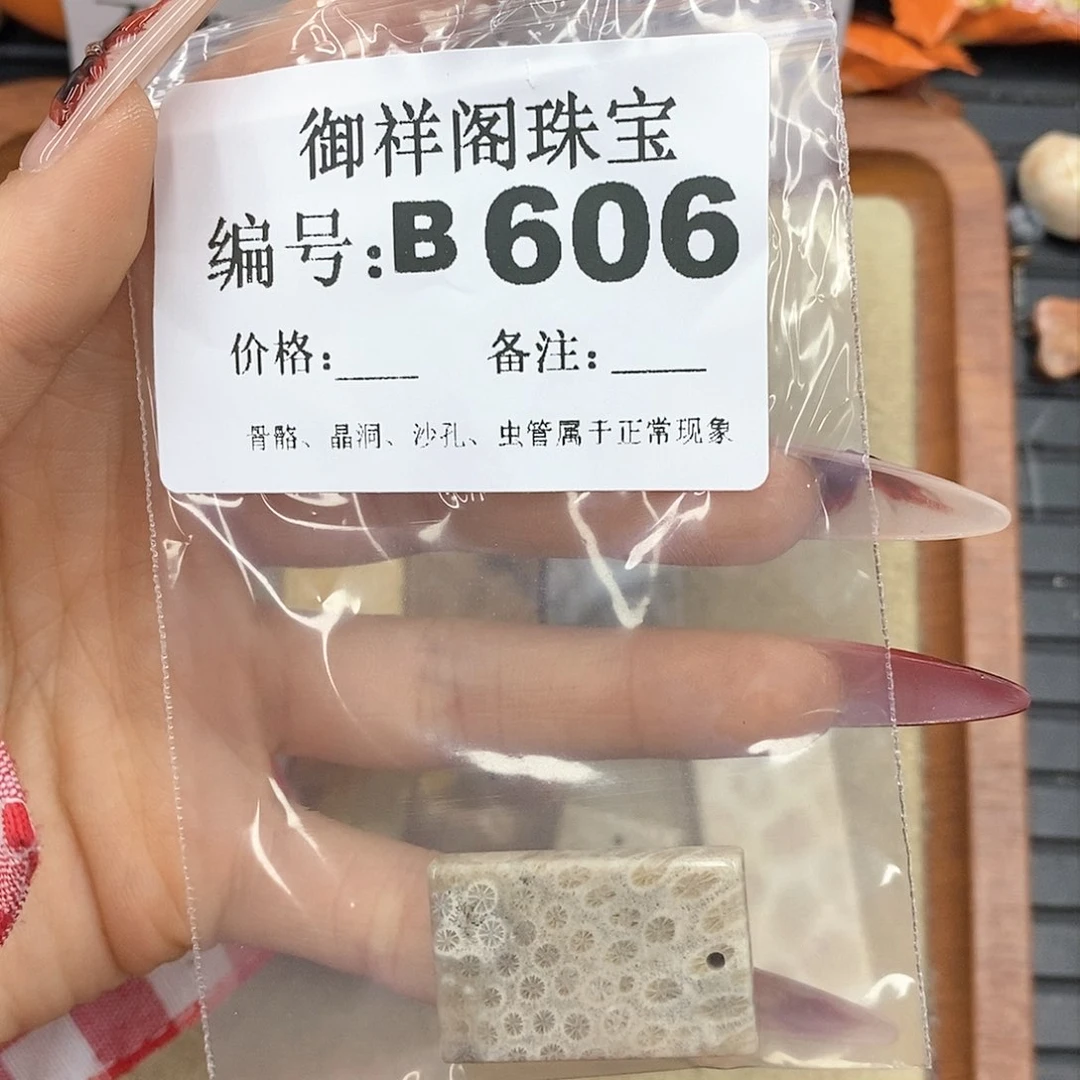 御祥阁珠宝
编号:B 606
价格:____ 备注:____
骨骼、晶洞、沙孔、虫管属于正常现象